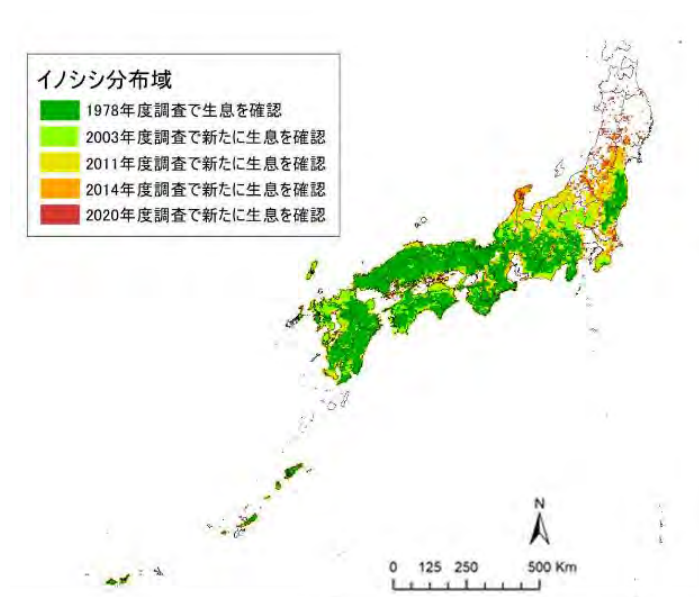 イノシシ分布域
1978年度調査で生息を確認
2003年度調査で新たに生息を確認
2011年度調査で新たに生息を確認
2014年度調査で新たに生息を確認
2020年度調査で新たに生息を確認
N
0 125 250 500 Km